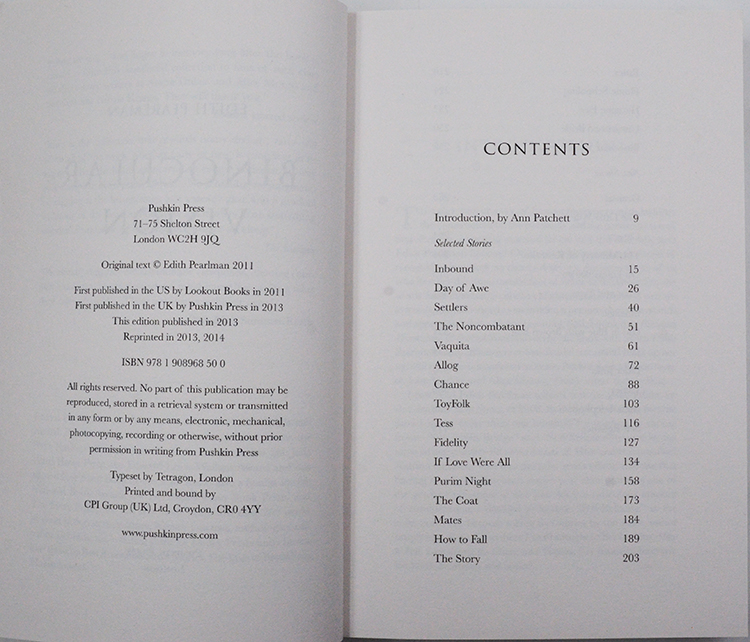 Pushkin Press
71–75 Shelton Street
London WC2H 9JQ
Original text © Edith Pearlman 2011
First published in the US by Lookout Books in 2011
First published in the UK by Pushkin Press in 2013
This edition published in 2013
Reprinted in 2013, 2014
ISBN 978 1 908968 50 0
All rights reserved. No part of this publication may be
reproduced, stored in a retrieval system or transmitted
in any form or by any means, electronic, mechanical,
photocopying, recording or otherwise, without prior
permission in writing from Pushkin Press
Typeset by Tetragon, London
Printed and bound by
CPI Group (UK) Ltd, Croydon, CR0 4YY
www.pushkinpress.com
CONTENTS
Introduction, by Ann Patchett 9
Selected Stories
Inbound 15
Day of Awe 26
Settlers 40
The Noncombatant 51
Vaquita 61
Allog 72
Chance 88
ToyFolk 103
Tess 116
Fidelity 127
If Love Were All 134
Purim Night 158
The Coat 173
Mates 184
How to Fall 189
The Story 203